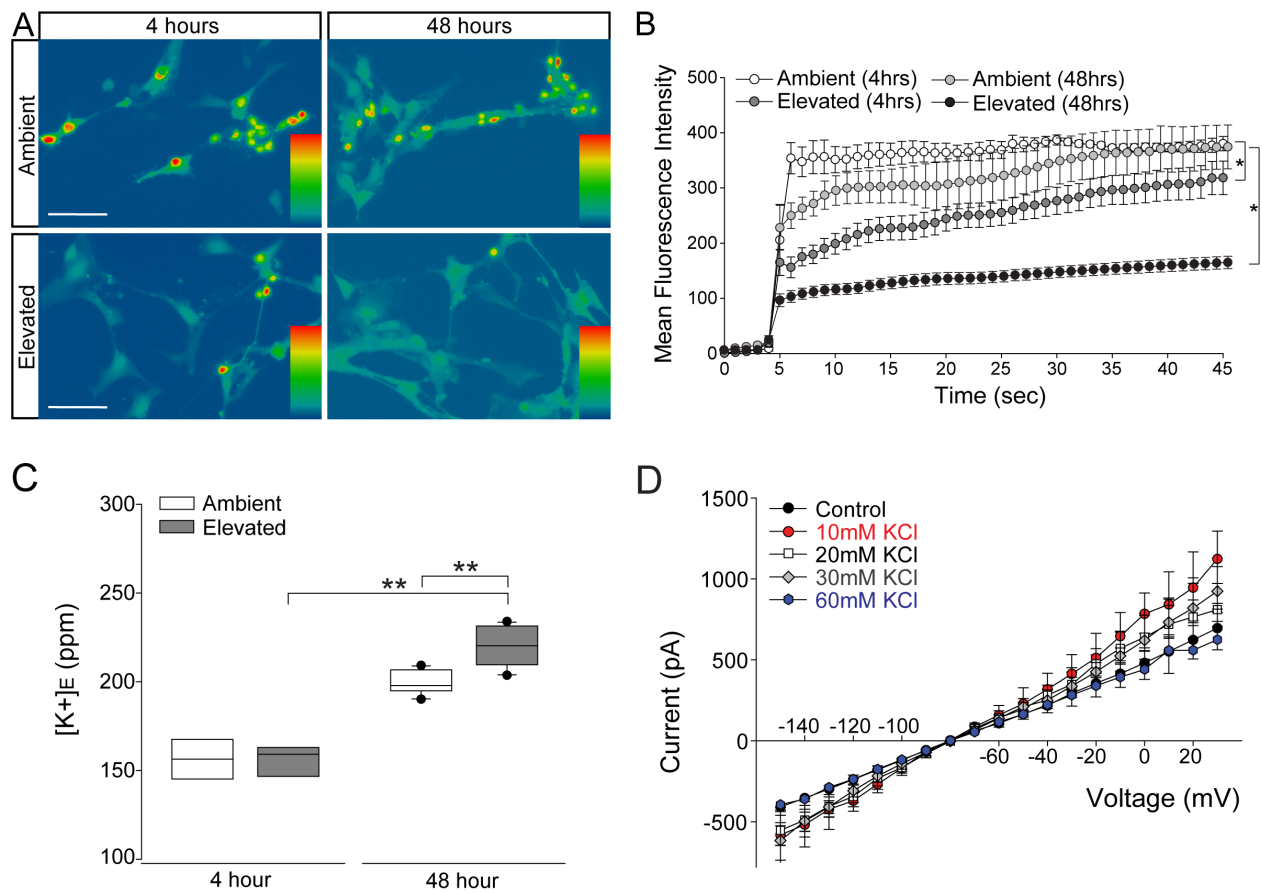 A
4 hours
48 hours
Ambient
Elevated
B
Mean Fluorescence Intensity
500
400
300
200
100
0
Ambient (4hrs)
Ambient (48hrs)
Elevated (4hrs)
Elevated (48hrs)
*
*
0 5 10 15 20 25 30 35 40 45
Time (sec)
C
[K+]E (ppm)
300
250
200
150
100
Ambient
Elevated
**
**
4 hour
48 hour
D
Current (pA)
1500
1000
500
0
-500
Control
10mM KCl
20mM KCl
30mM KCl
60mM KCl
-140 -120 -100
-60 -40 -20 0 20
Voltage (mV)